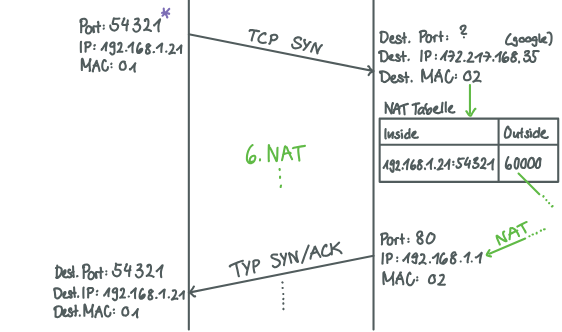 Port: 54321*
IP: 192.168.1.21
MAC: 01
TCP SYN
Dest. Port: ? (google)
Dest. IP: 172.217.168.35
Dest. MAC: 02
NAT Tabelle
Inside Outside
192.168.1.21:54321 60000
6. NAT
NAT
Port: 80
IP: 192.168.1.1
MAC: 02
TYP SYN/ACK
Dest. Port: 54321
Dest. IP: 192.168.1.21
Dest. MAC: 01